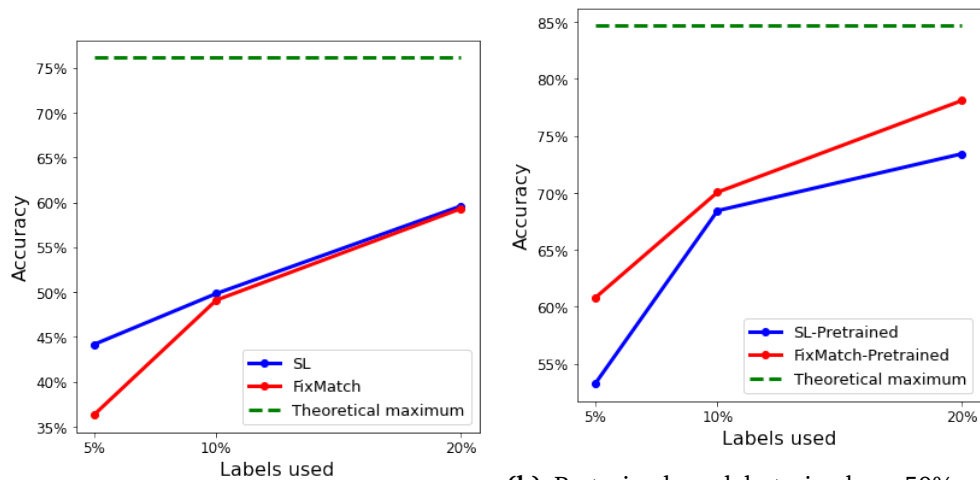 75%
70%
65%
60%
55%
50%
45%
40%
35%
Accuracy
5%
10%
20%
Labels used
SL
FixMatch
Theoretical maximum
85%
80%
75%
70%
65%
60%
55%
Accuracy
5%
10%
20%
Labels used
SL-Pretrained
FixMatch-Pretrained
Theoretical maximum